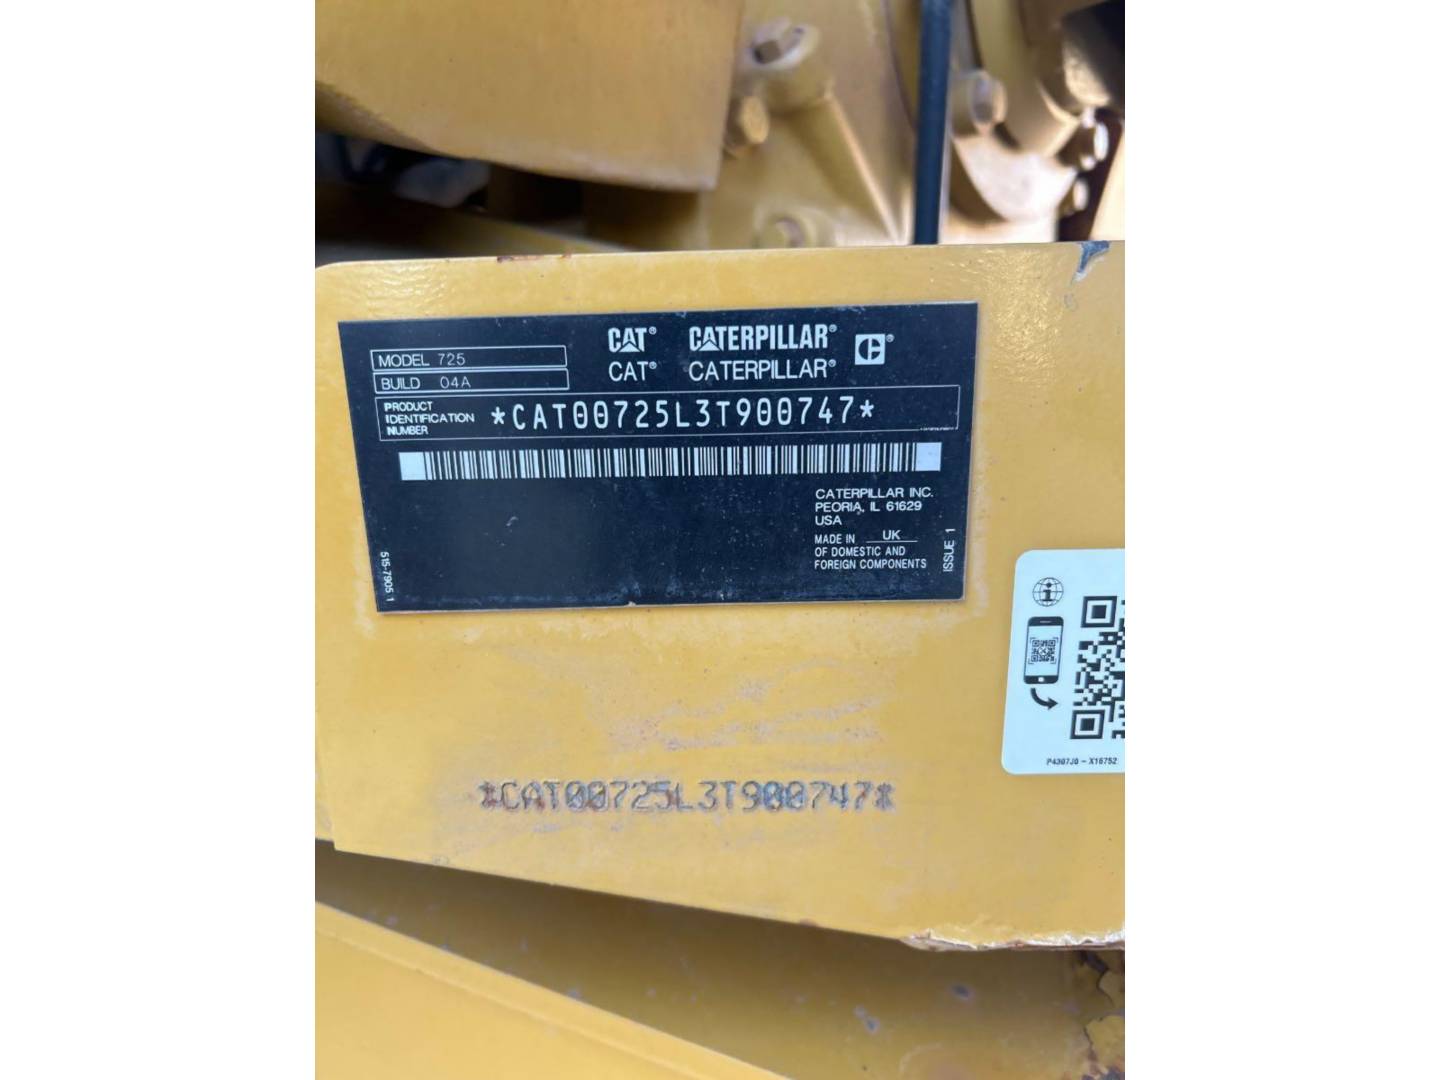 CAT® CATERPILLAR® ®
CAT® CATERPILLAR®
MODEL 725
BUILD 04A
PRODUCT
IDENTIFICATION
NUMBER
*CAT00725L3T900747*
CATERPILLAR INC.
PEORIA, IL 61629
USA
MADE IN UK
OF DOMESTIC AND
FOREIGN COMPONENTS
ISSUE 1
515-7905 1
P4307J0 - X16752
*CAT00725L3T900747*